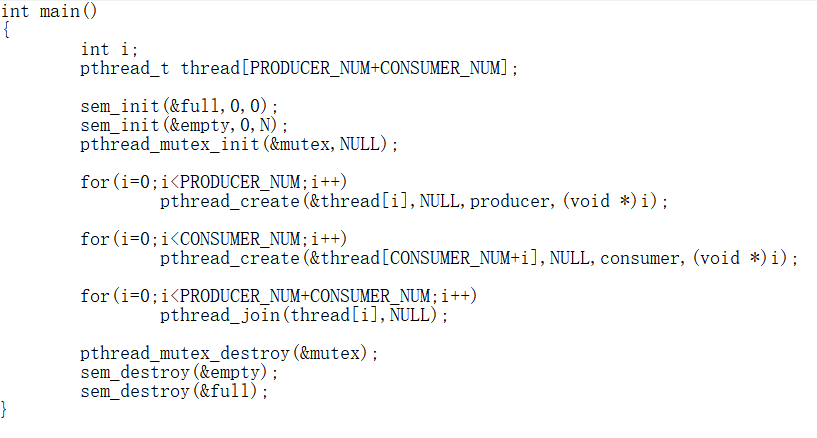 int main()
{
int i;
pthread_t thread[PRODUCER_NUM+CONSUMER_NUM];
sem_init(&full,0,0);
sem_init(&empty,0,N);
pthread_mutex_init(&mutex,NULL);
for(i=0;i<PRODUCER_NUM;i++)
pthread_create(&thread[i],NULL,producer,(void *)i);
for(i=0;i<CONSUMER_NUM;i++)
pthread_create(&thread[CONSUMER_NUM+i],NULL,consumer,(void *)i);
for(i=0;i<PRODUCER_NUM+CONSUMER_NUM;i++)
pthread_join(thread[i],NULL);
pthread_mutex_destroy(&mutex);
sem_destroy(&empty);
sem_destroy(&full);
}